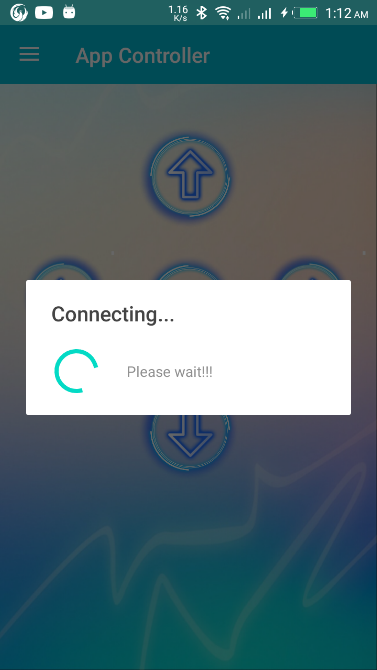 1.16
K/s
1:12 AM
App Controller
Connecting...
Please wait!!!